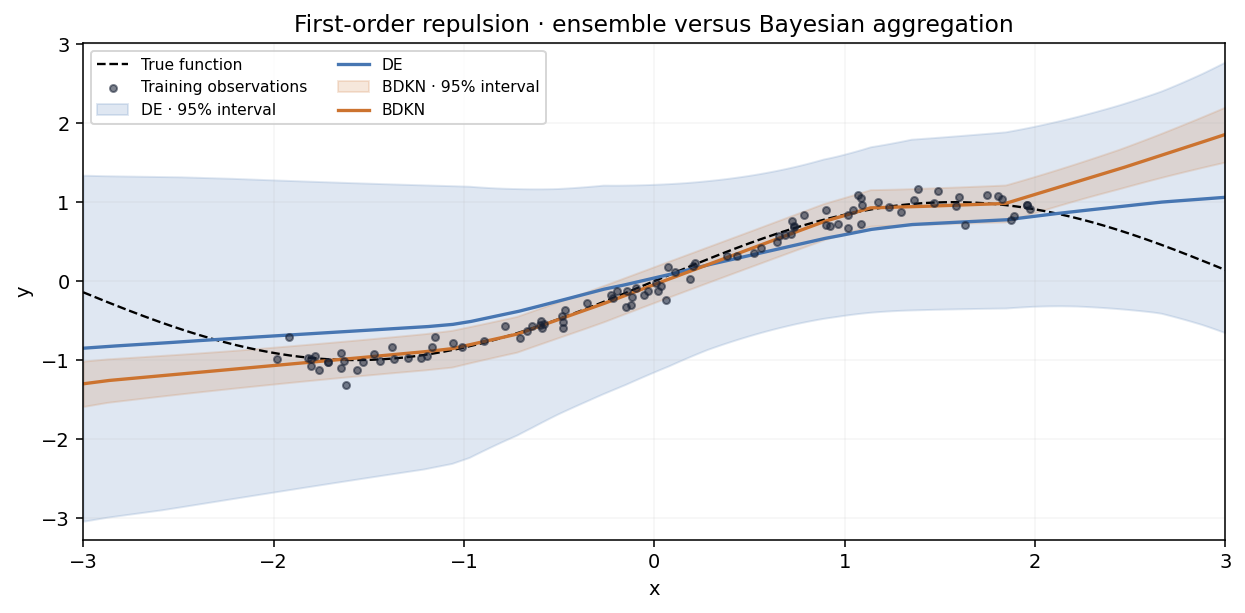 First-order repulsion · ensemble versus Bayesian aggregation
True function
Training observations
DE · 95% interval
DE
BDKN · 95% interval
BDKN
3
2
1
0
−1
−2
−3
y
−3
−2
−1
0
1
2
3
x